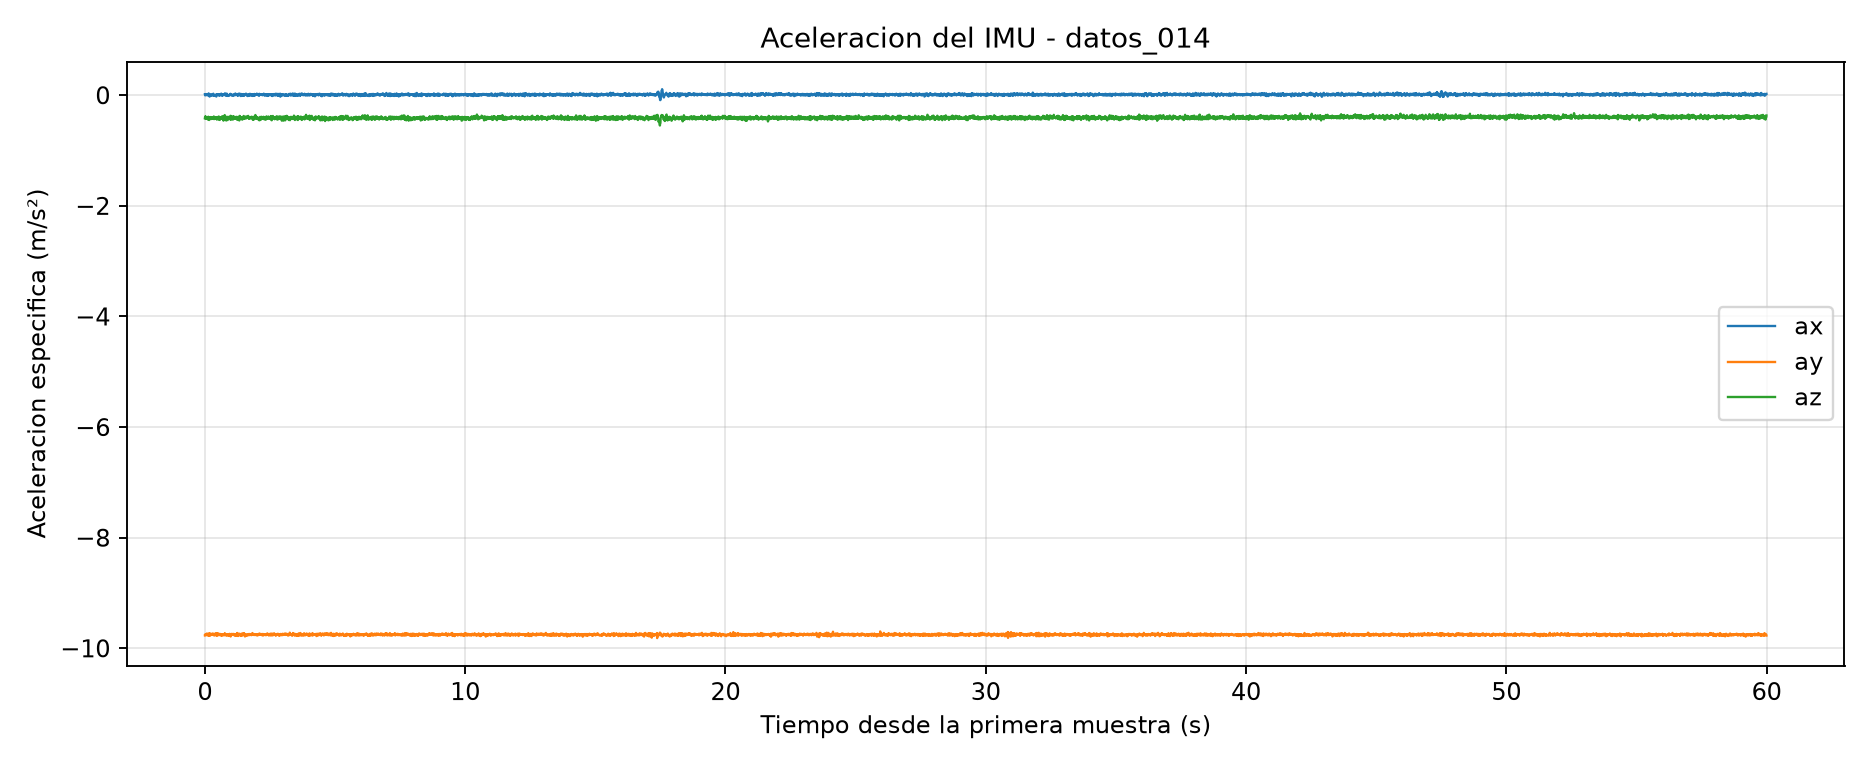 Aceleracion del IMU - datos_014
Aceleracion especifica (m/s²)
0
−2
−4
−6
−8
−10
ax
ay
az
0 10 20 30 40 50 60
Tiempo desde la primera muestra (s)